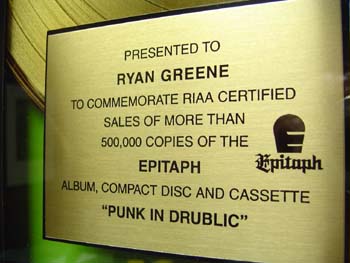 PRESENTED TO
RYAN GREENE
TO COMMEMORATE RIAA CERTIFIED
SALES OF MORE THAN
500,000 COPIES OF THE
EPITAPH
Epitaph
ALBUM, COMPACT DISC AND CASSETTE
“PUNK IN DRUBLIC”